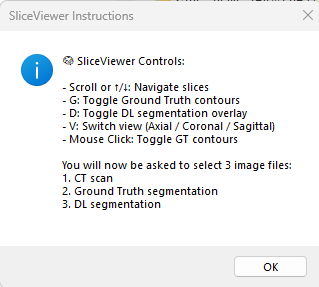 SliceViewer Instructions
🧠 SliceViewer Controls:
- Scroll or ↑/↓: Navigate slices
- G: Toggle Ground Truth contours
- D: Toggle DL segmentation overlay
- V: Switch view (Axial / Coronal / Sagittal)
- Mouse Click: Toggle GT contours
You will now be asked to select 3 image files:
1. CT scan
2. Ground Truth segmentation
3. DL segmentation
OK